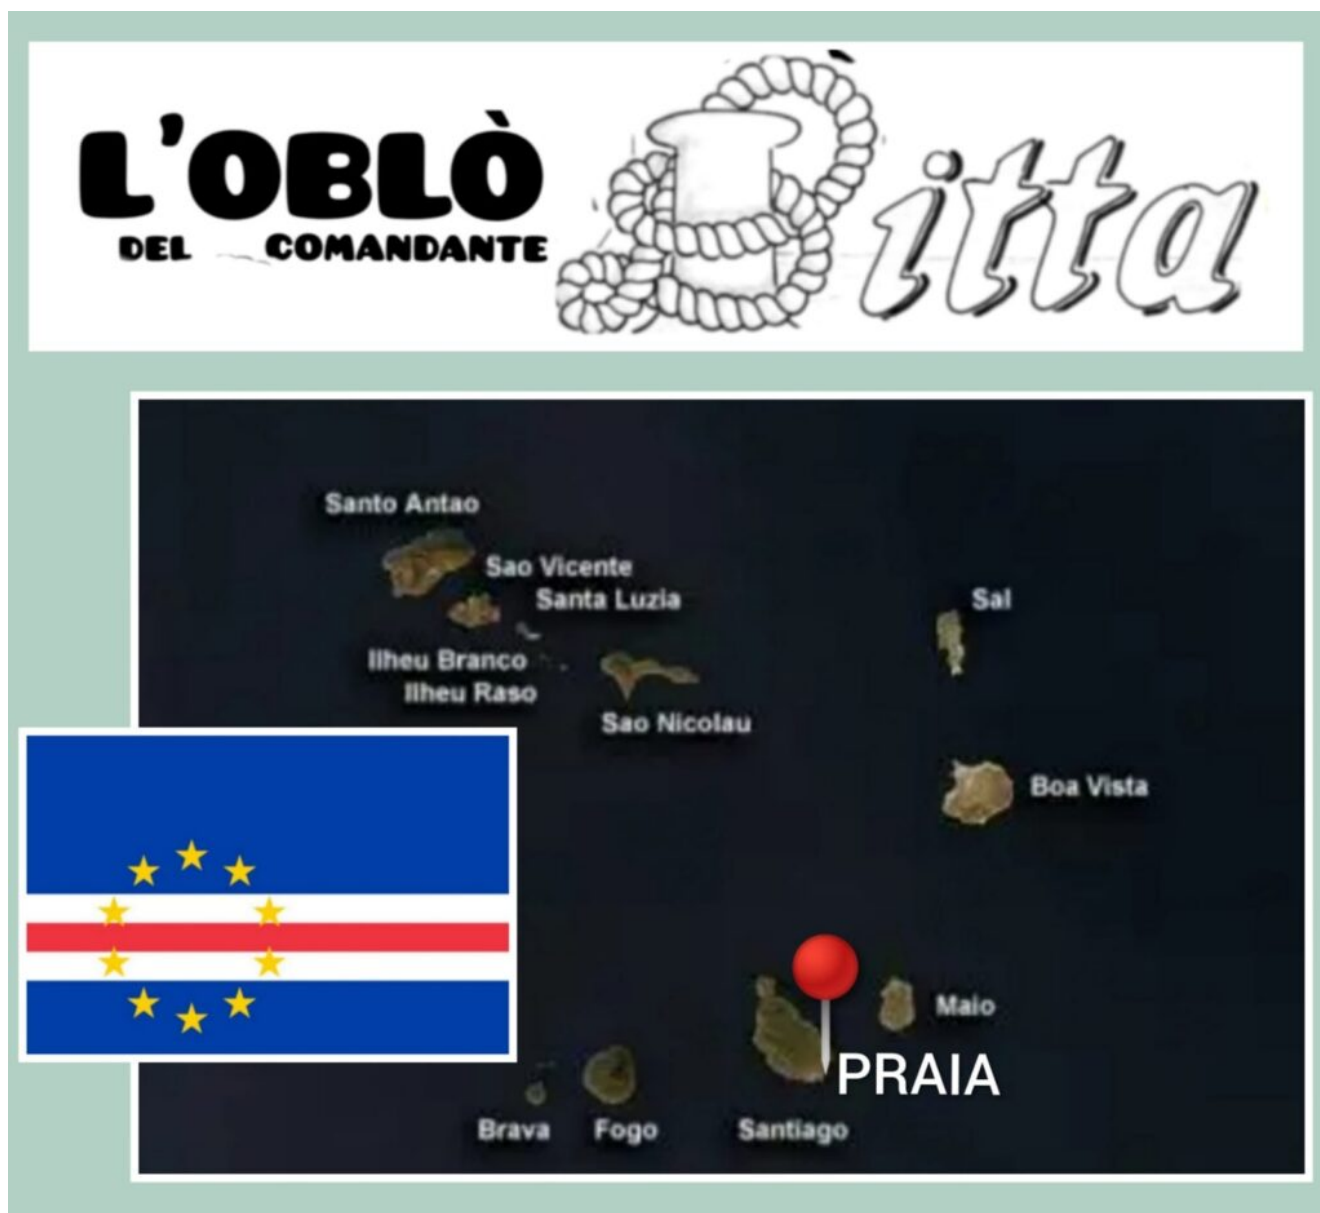 L'OBLÒ
DEL COMANDANTE
Bitta
Santo Antao
Sao Vicente
Santa Luzia
Sal
Ilheu Branco
Ilheu Raso
Sao Nicolau
Boa Vista
Maio
PRAIA
Brava
Fogo
Santiago